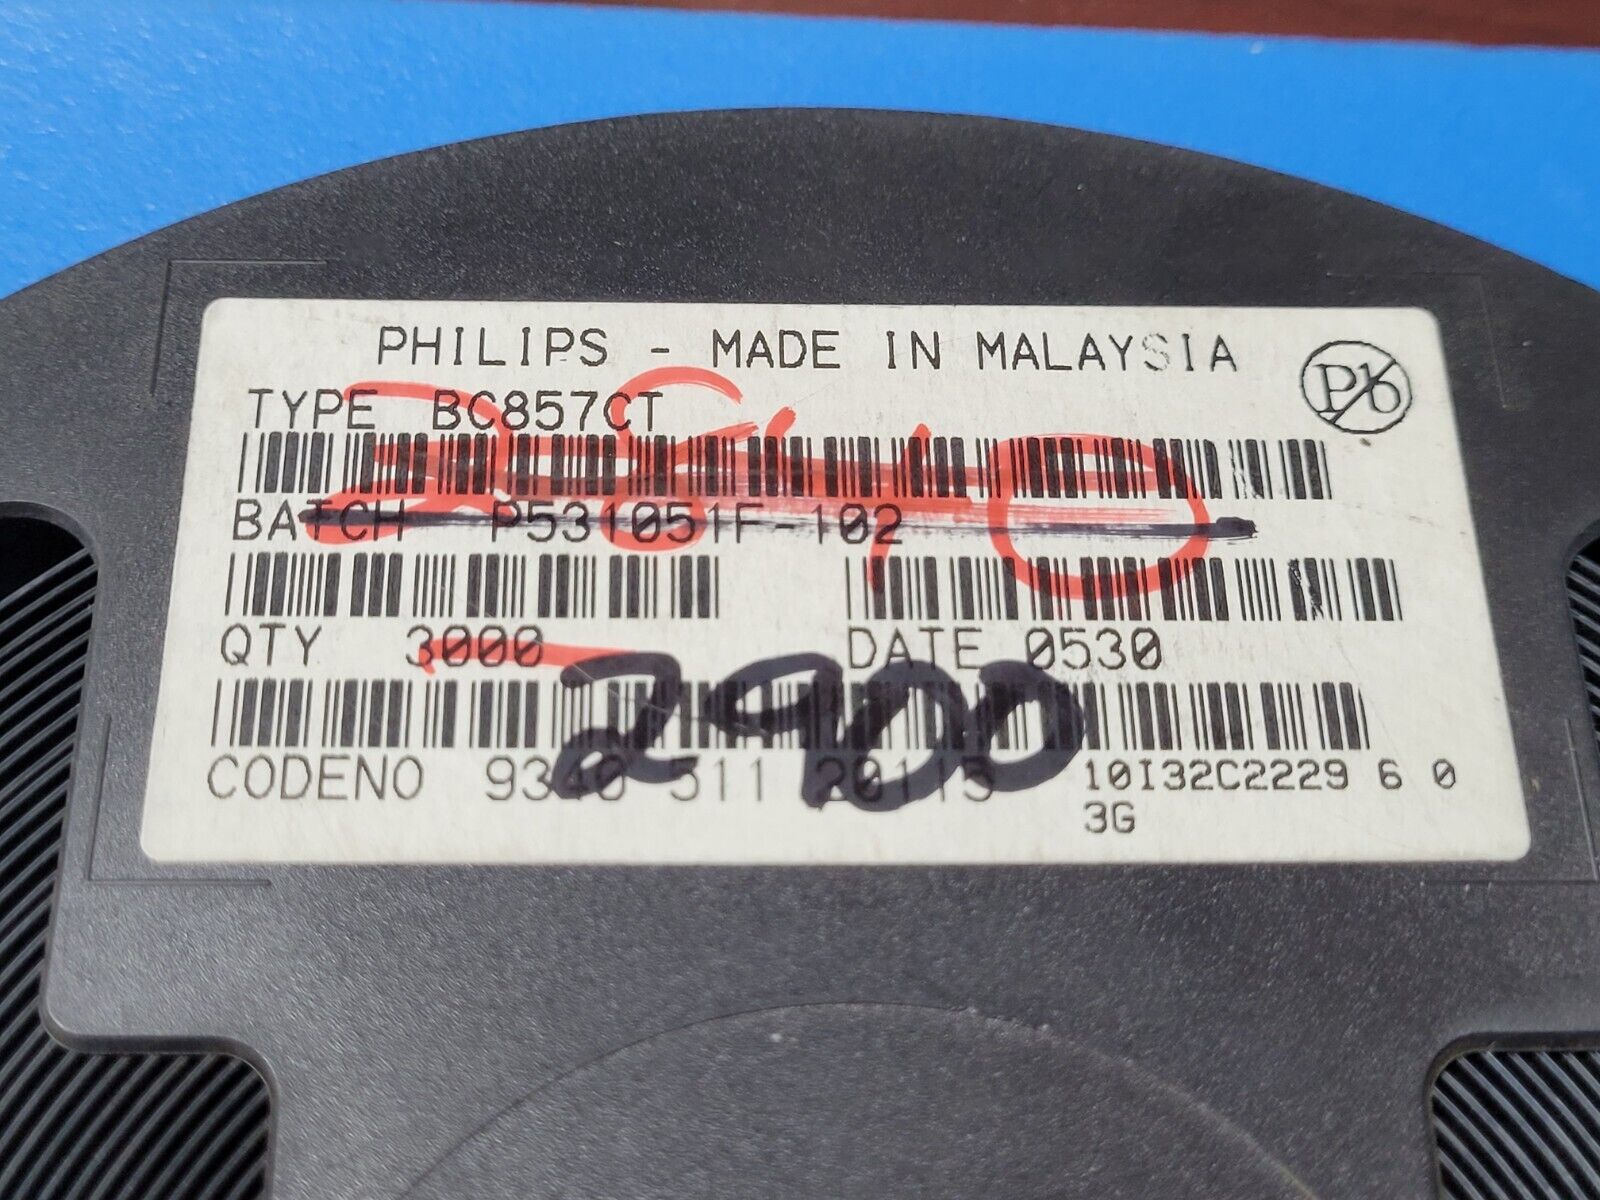 PHILIPS - MADE IN MALAYSIA
Pb
TYPE BC857CT
BATCH P531051F-102
QTY 3000 DATE 0530
2900
CODENO 9340 511 20115 10I32C2229 6 0
3G